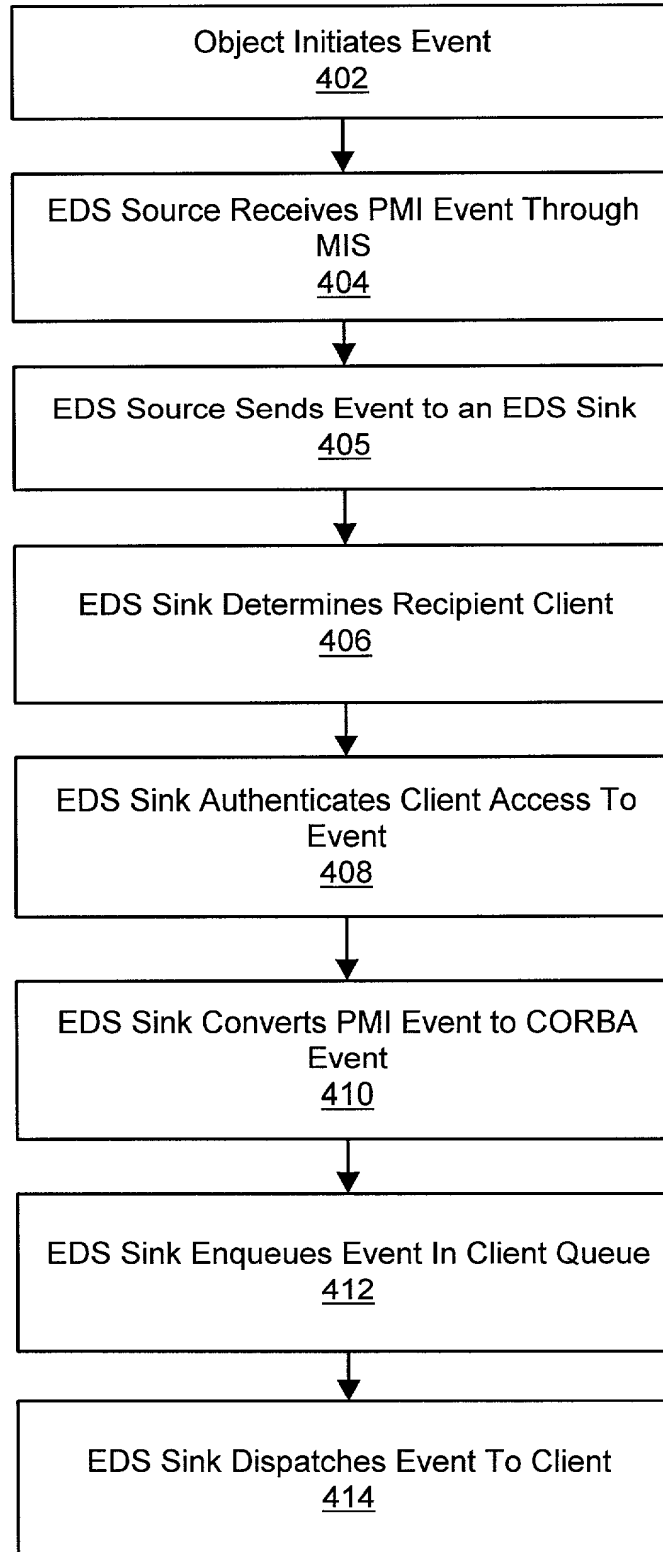 Object Initiates Event
402
EDS Source Receives PMI Event Through
MIS
404
EDS Source Sends Event to an EDS Sink
405
EDS Sink Determines Recipient Client
406
EDS Sink Authenticates Client Access To
Event
408
EDS Sink Converts PMI Event to CORBA
Event
410
EDS Sink Enqueues Event In Client Queue
412
EDS Sink Dispatches Event To Client
414